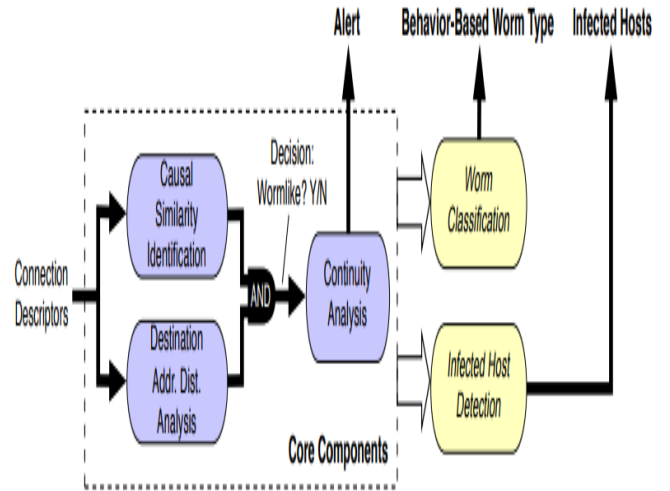 Alert
Behavior-Based Worm Type
Infected Hosts
Decision:
Wormlike? Y/N
Causal
Similarity
Identification
Worm
Classification
Connection
Descriptors
AND
Continuity
Analysis
Destination
Addr. Dist.
Analysis
Infected Host
Detection
Core Components